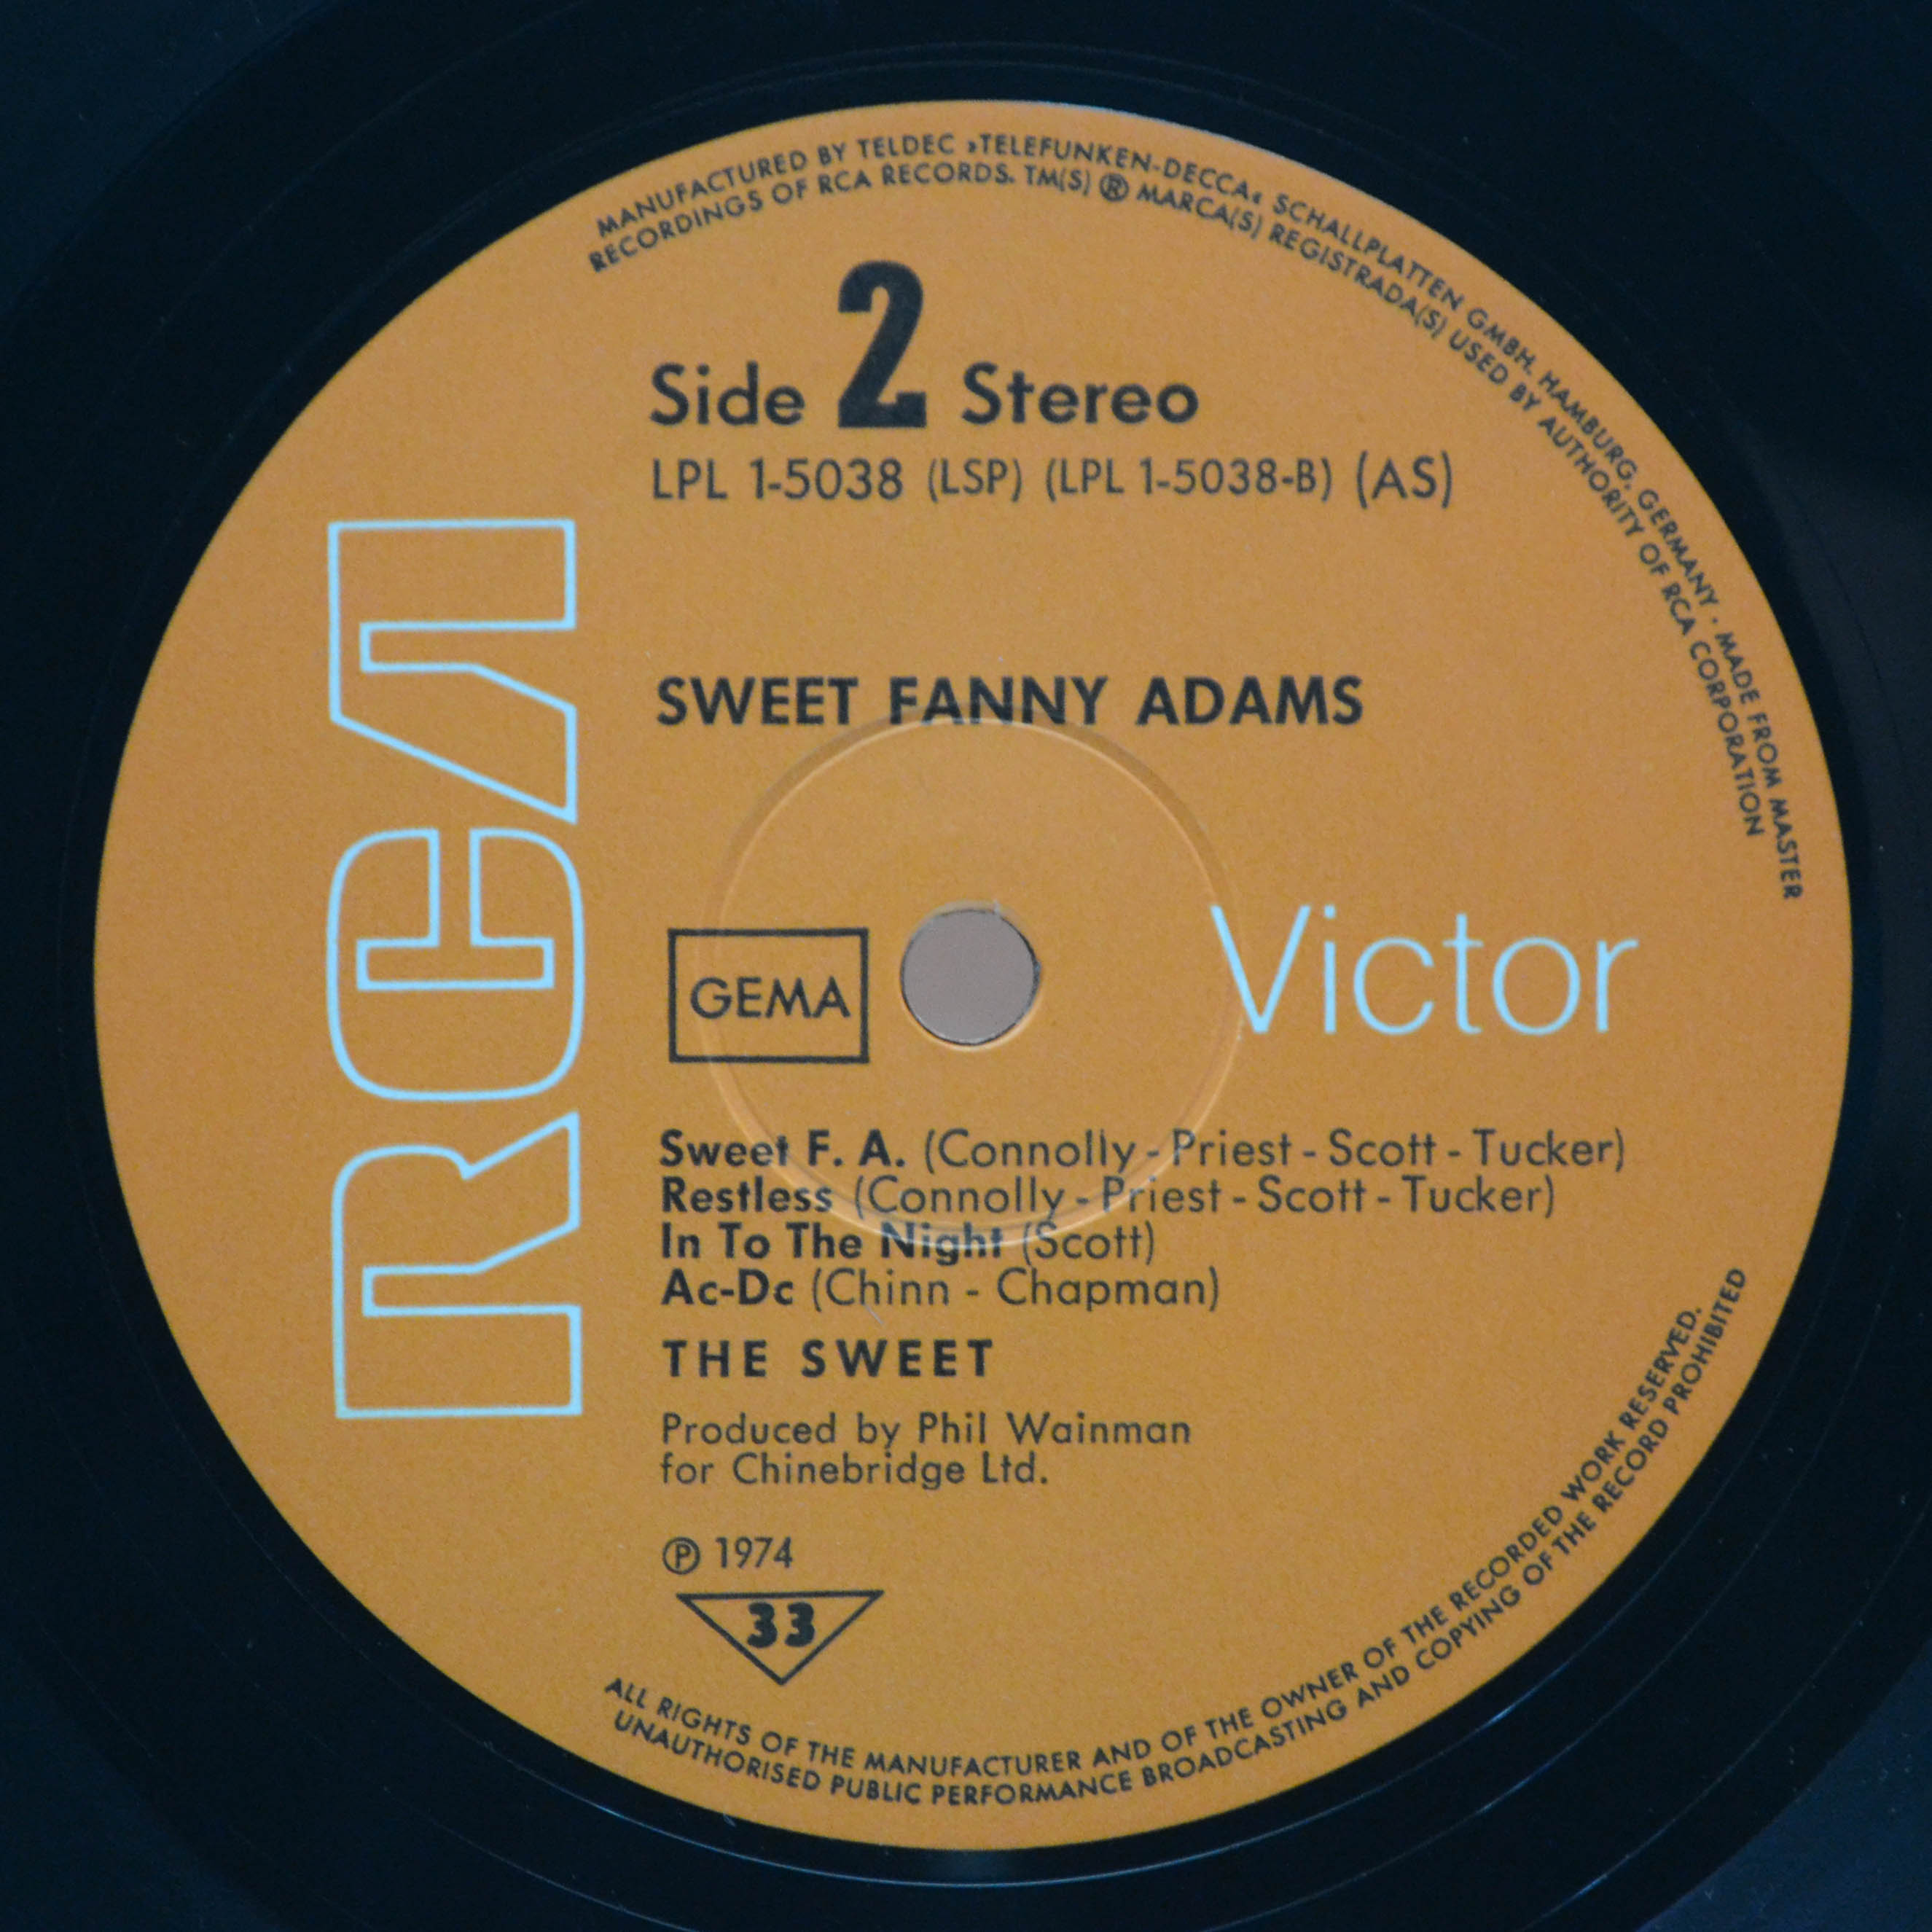 MANUFACTURED BY TELDEC »TELEFUNKEN-DECCA« SCHALLPLATTEN GMBH. HAMBURG, GERMANY · MADE FROM MASTER
RECORDINGS OF RCA RECORDS. TM(S) ® MARCA(S) REGISTRADA(S) USED BY AUTHORITY OF RCA CORPORATION
Side 2 Stereo
LPL 1-5038 (LSP) (LPL 1-5038-B) (AS)
RCA
SWEET FANNY ADAMS
GEMA
Victor
Sweet F. A. (Connolly - Priest - Scott - Tucker)
Restless (Connolly - Priest - Scott - Tucker)
In To The Night (Scott)
Ac-Dc (Chinn - Chapman)
THE SWEET
Produced by Phil Wainman
for Chinebridge Ltd.
℗ 1974
33
ALL RIGHTS OF THE MANUFACTURER AND OF THE OWNER OF THE RECORDED WORK RESERVED.
UNAUTHORISED PUBLIC PERFORMANCE BROADCASTING AND COPYING OF THE RECORD PROHIBITED